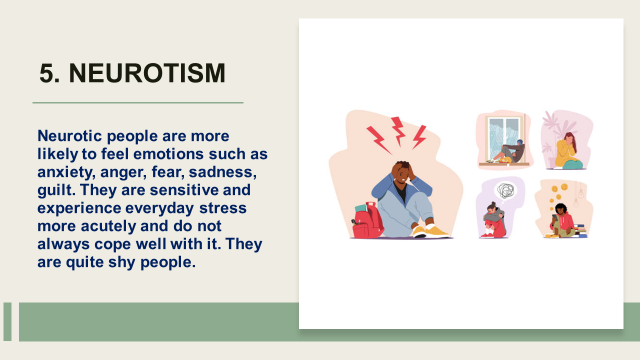 5. NEUROTISM
Neurotic people are more
likely to feel emotions such as
anxiety, anger, fear, sadness,
guilt. They are sensitive and
experience everyday stress
more acutely and do not
always cope well with it. They
are quite shy people.